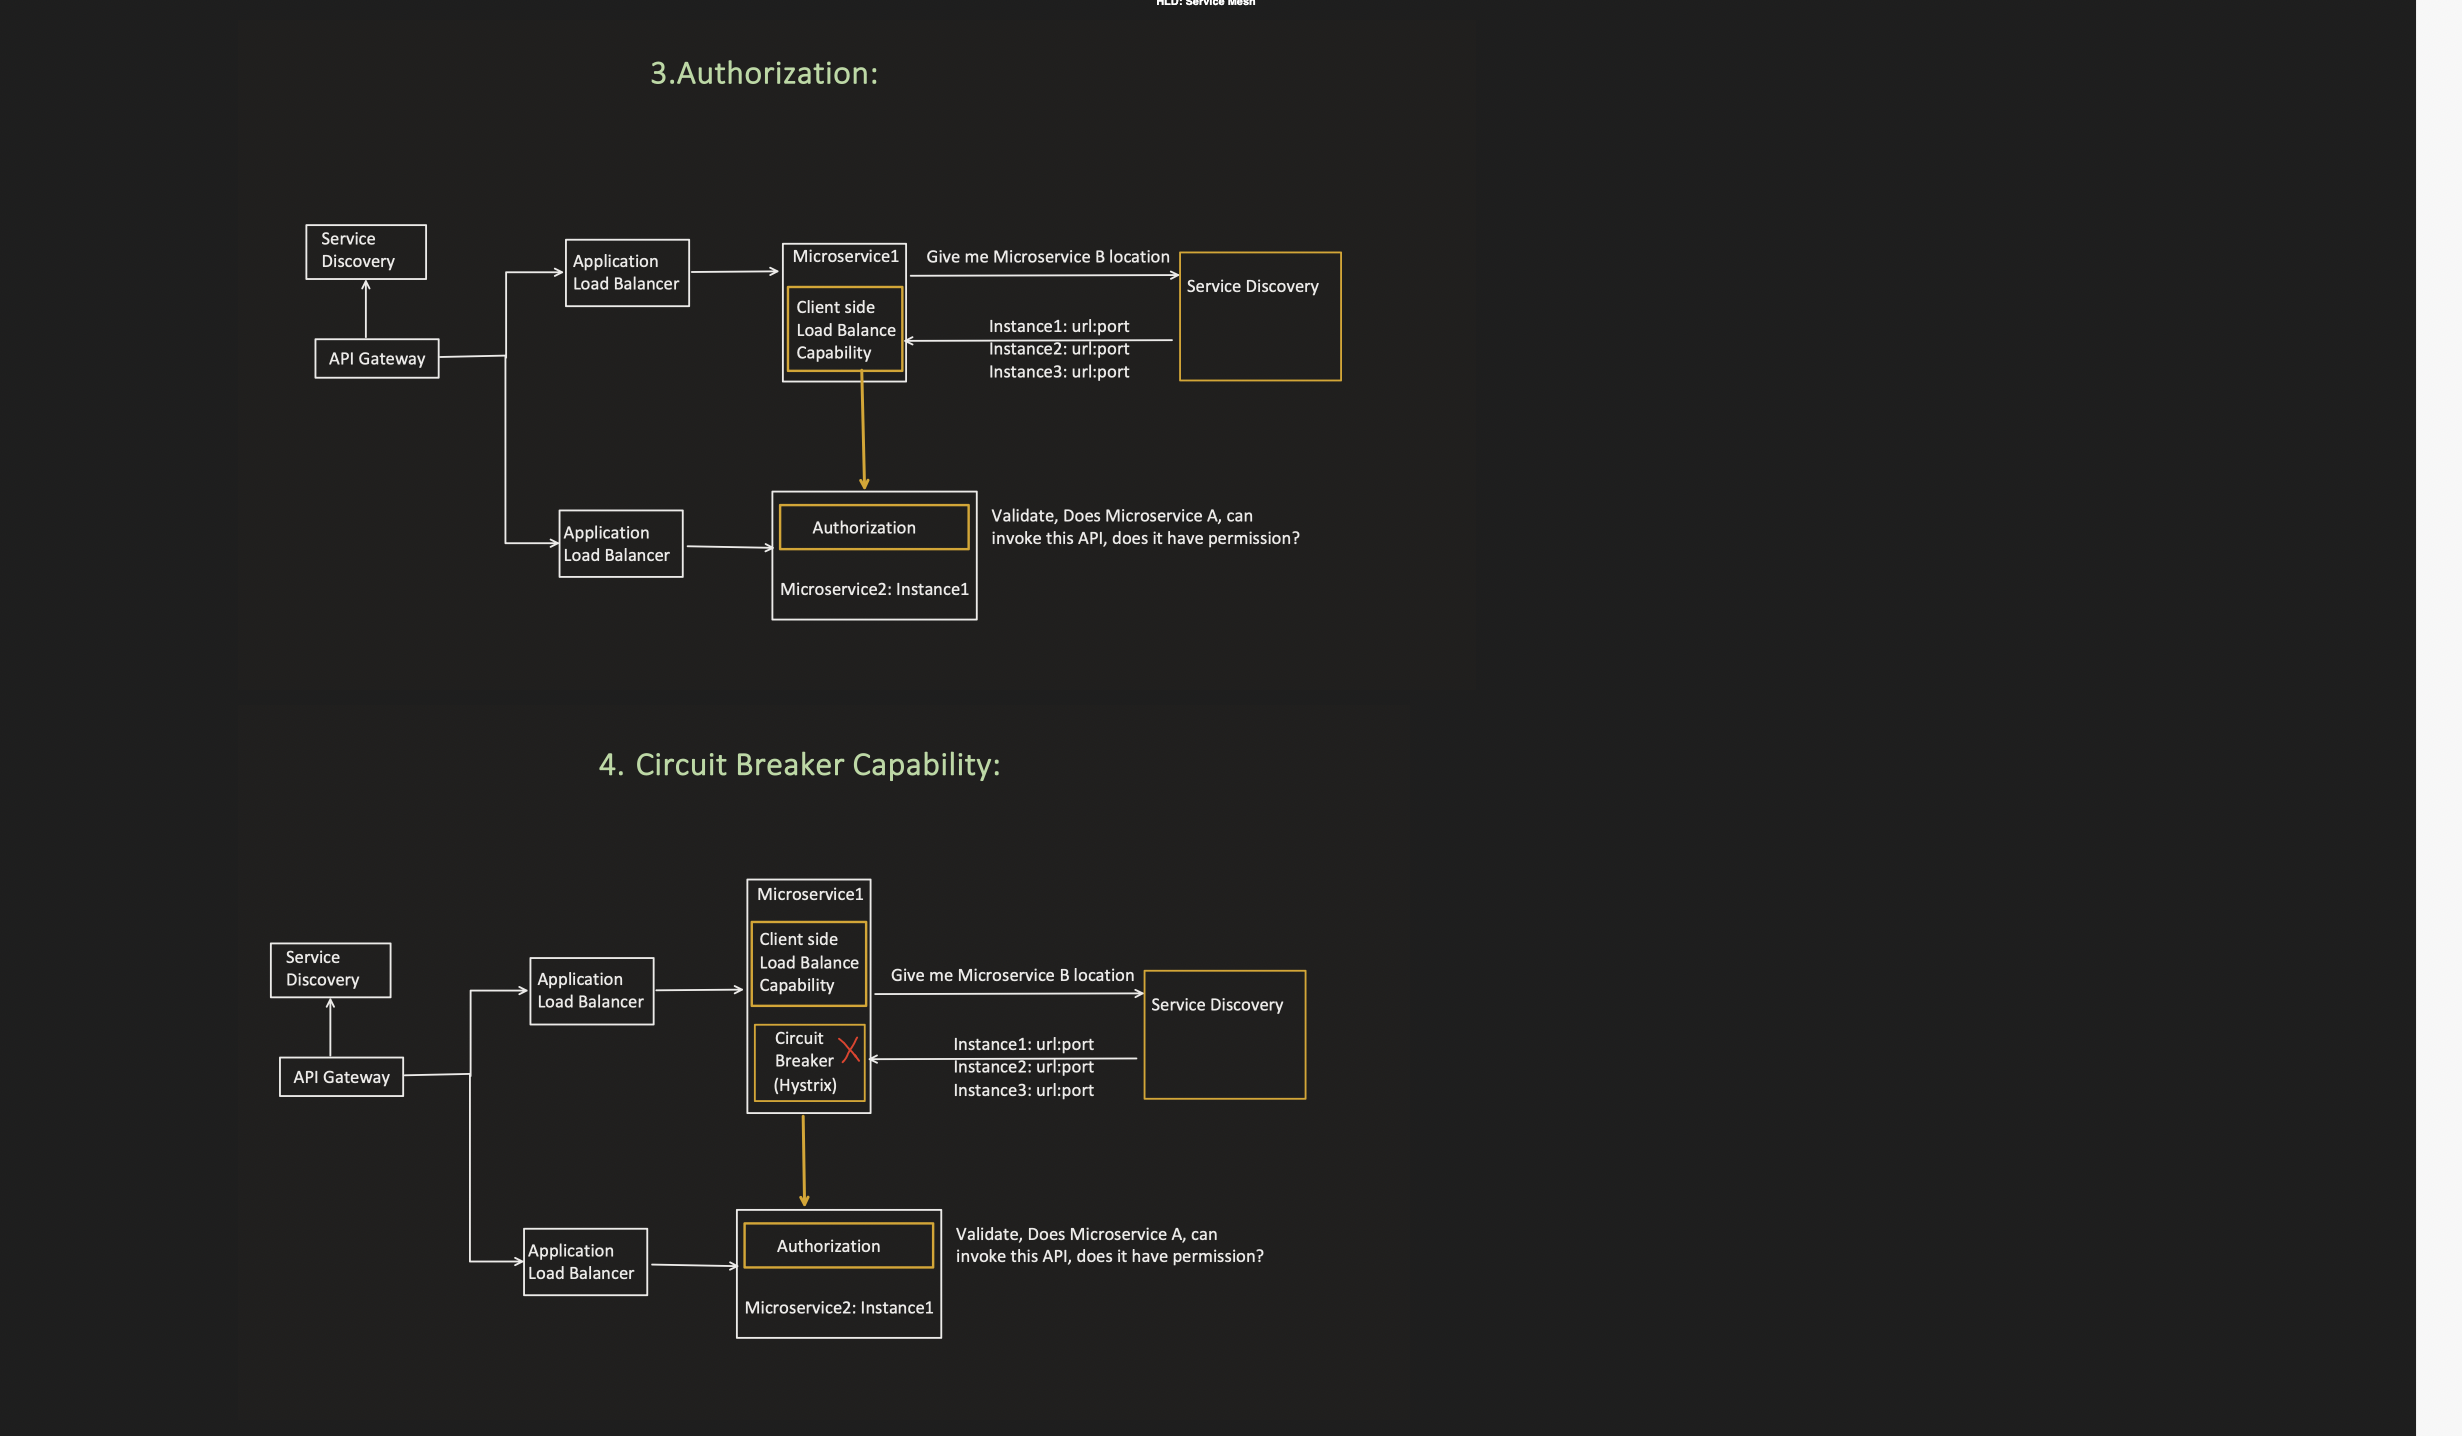 HLD: Service Mesh
3.Authorization:
Service
Discovery
API Gateway
Application
Load Balancer
Microservice1
Client side
Load Balance
Capability
Give me Microservice B location
Instance1: url:port
Instance2: url:port
Instance3: url:port
Service Discovery
Application
Load Balancer
Authorization
Microservice2: Instance1
Validate, Does Microservice A, can
invoke this API, does it have permission?
4. Circuit Breaker Capability:
Service
Discovery
API Gateway
Application
Load Balancer
Microservice1
Client side
Load Balance
Capability
Circuit
Breaker
(Hystrix)
Give me Microservice B location
Instance1: url:port
Instance2: url:port
Instance3: url:port
Service Discovery
Application
Load Balancer
Authorization
Microservice2: Instance1
Validate, Does Microservice A, can
invoke this API, does it have permission?